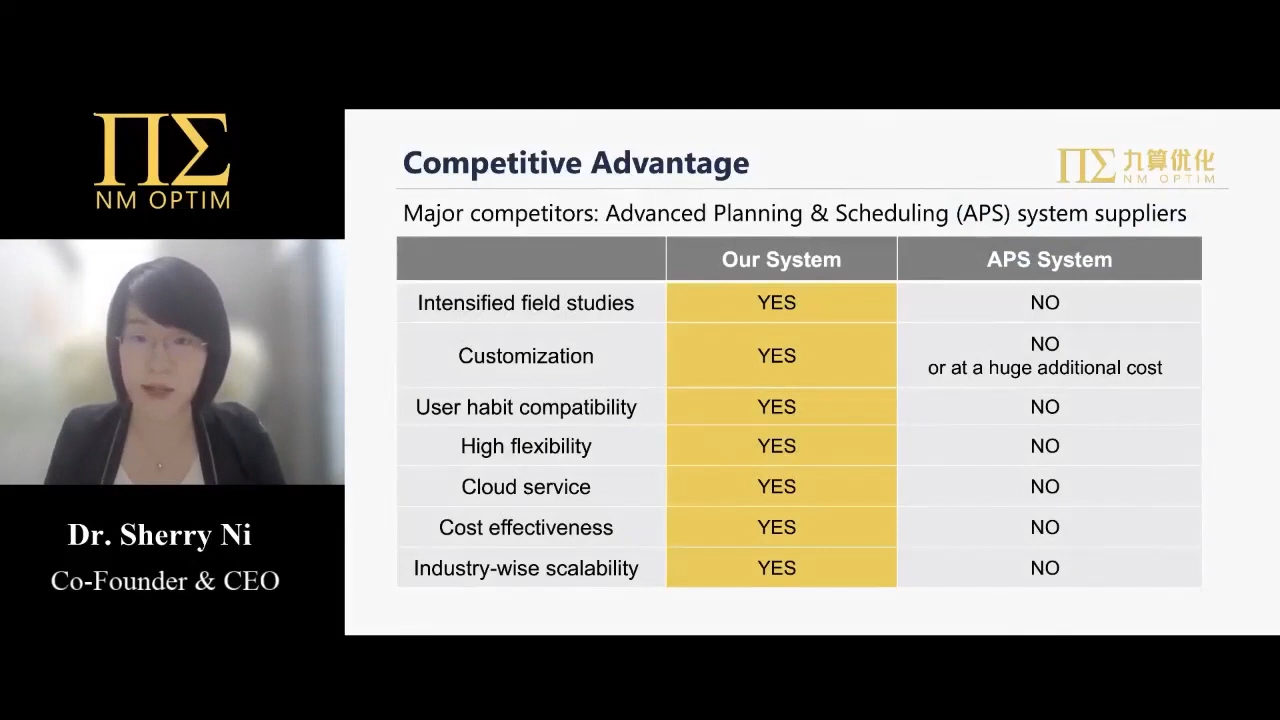 ΠΣ
NM OPTIM
Dr. Sherry Ni
Co-Founder & CEO
Competitive Advantage
ΠΣ 九算优化
NM OPTIM
Major competitors: Advanced Planning & Scheduling (APS) system suppliers
Our System APS System
Intensified field studies YES NO
Customization YES NO
or at a huge additional cost
User habit compatibility YES NO
High flexibility YES NO
Cloud service YES NO
Cost effectiveness YES NO
Industry-wise scalability YES NO